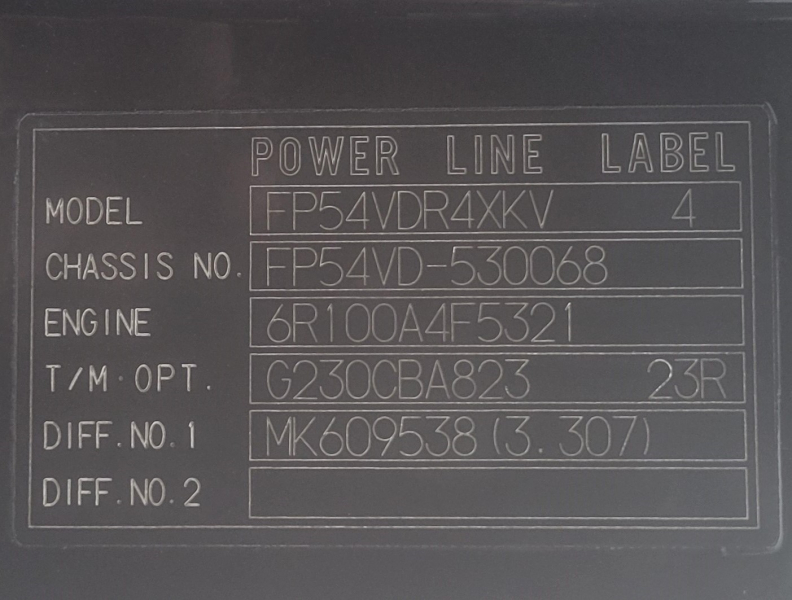 POWER LINE LABEL
MODEL FP54VDR4XKV 4
CHASSIS NO. FP54VD-530068
ENGINE 6R100A4F5321
T/M·OPT. G230CBA823 23R
DIFF.NO.1 MK609538(3.307)
DIFF.NO.2